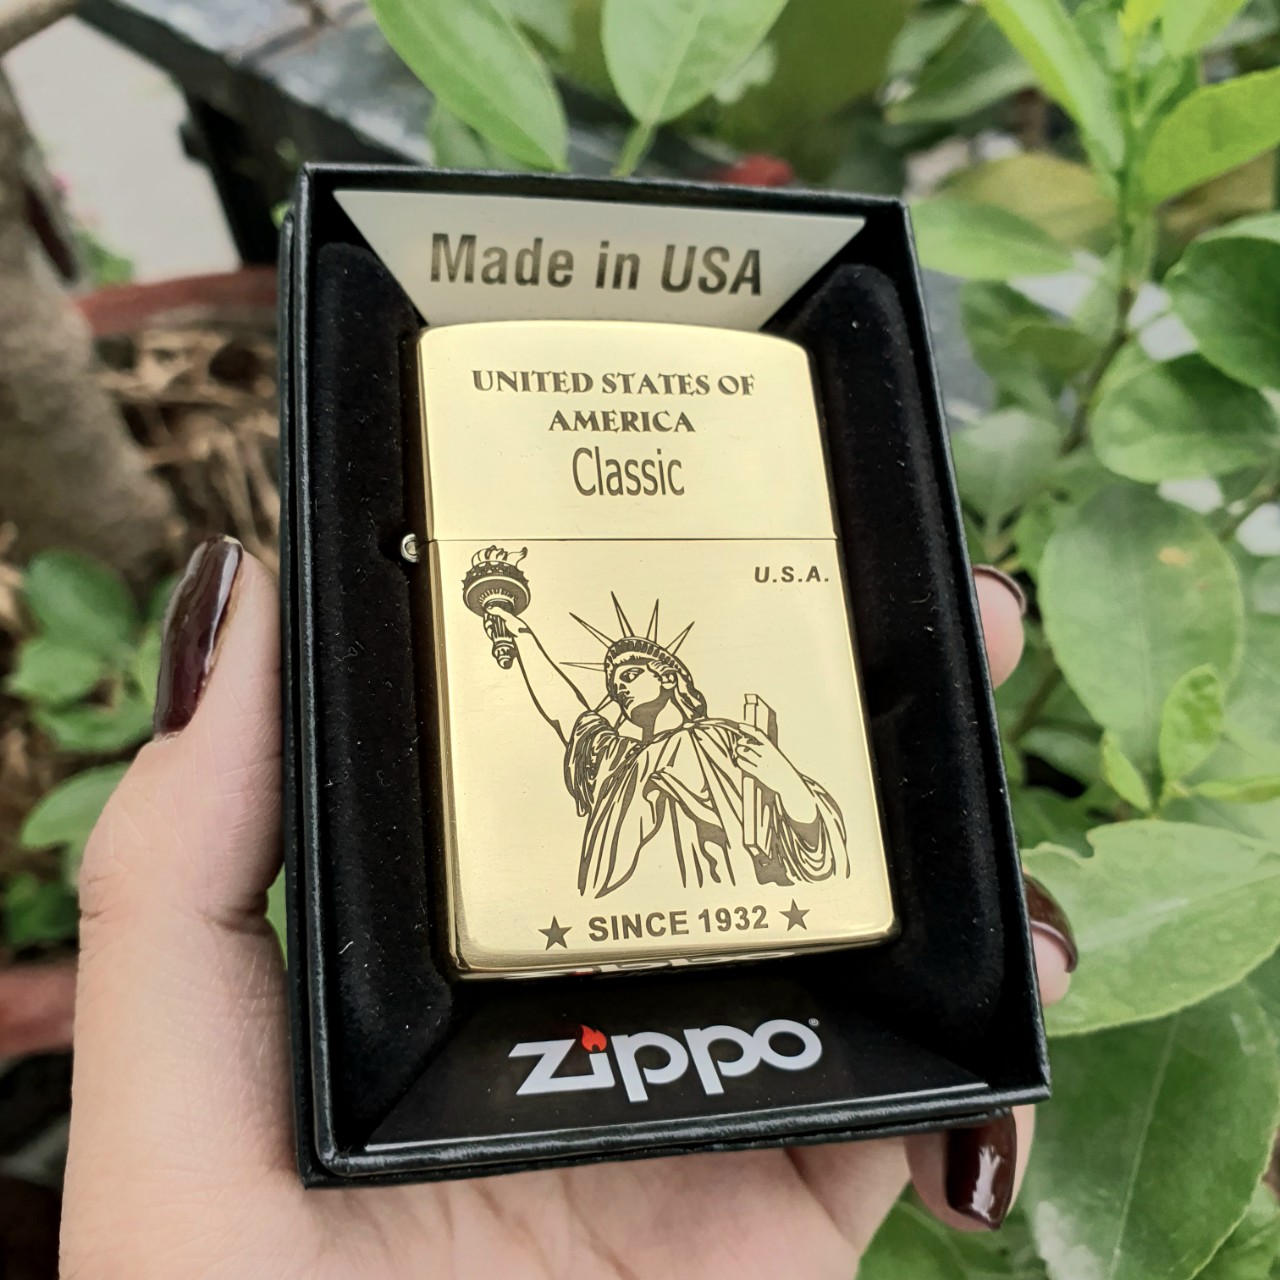 Made in USA
UNITED STATES OF
AMERICA
Classic
U.S.A.
★ SINCE 1932 ★
zippo®